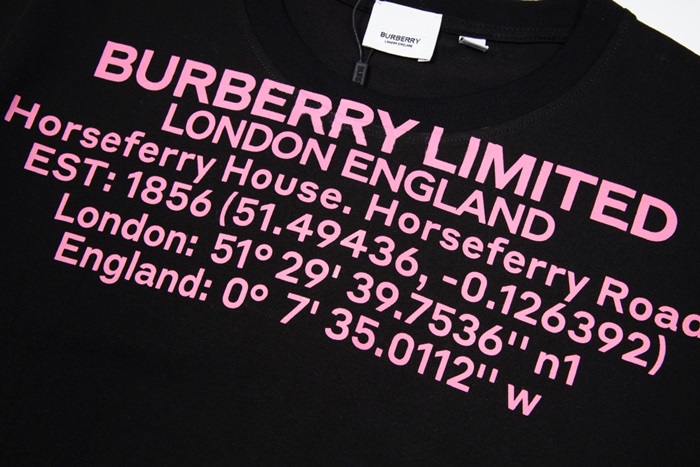 BURBERRY
LONDON ENGLAND
BURBERRY LIMITED
LONDON ENGLAND
Horseferry House. Horseferry Road
EST: 1856 (51.49436, -0.126392)
London: 51° 29' 39.7536'' n1
England: 0° 7' 35.0112'' w